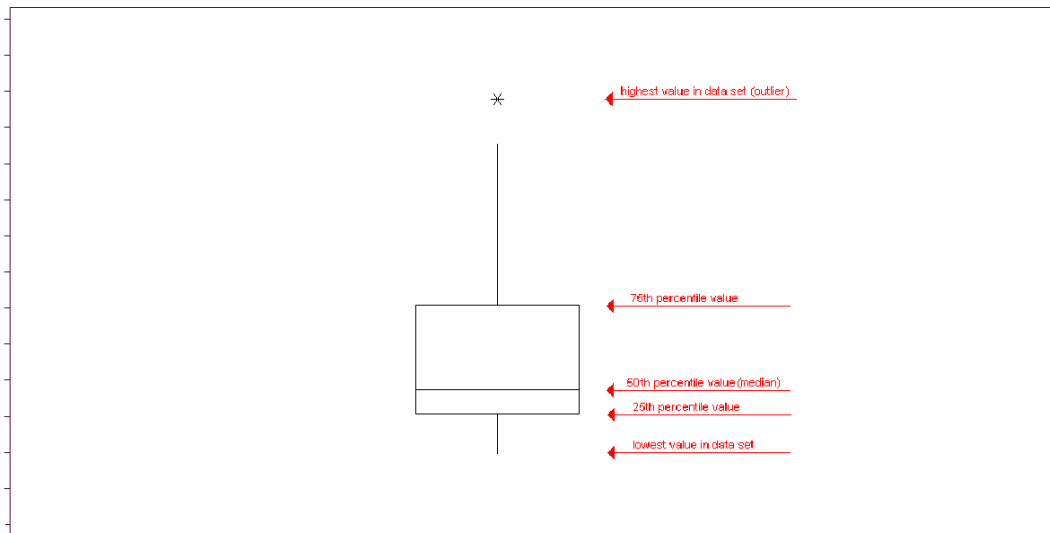 highest value in data set (outlier)
75th percentile value
50th percentile value (median)
25th percentile value
lowest value in data set